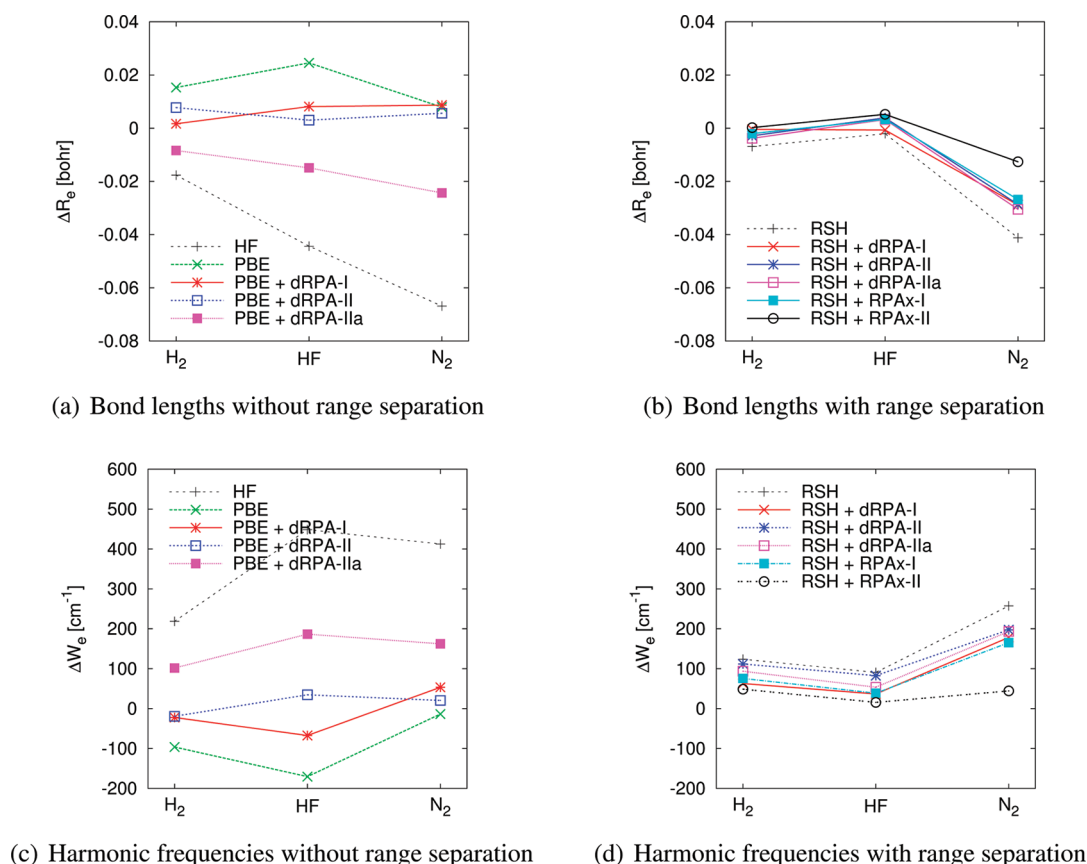 0.04
0.02
0
-0.02
-0.04
-0.06
-0.08
ΔRe [bohr]
HF
PBE
PBE + dRPA-I
PBE + dRPA-II
PBE + dRPA-IIa
H2 HF N2
(a) Bond lengths without range separation
0.04
0.02
0
-0.02
-0.04
-0.06
-0.08
ΔRe [bohr]
RSH
RSH + dRPA-I
RSH + dRPA-II
RSH + dRPA-IIa
RSH + RPAx-I
RSH + RPAx-II
H2 HF N2
(b) Bond lengths with range separation
600
500
400
300
200
100
0
-100
-200
ΔWe [cm-1]
HF
PBE
PBE + dRPA-I
PBE + dRPA-II
PBE + dRPA-IIa
H2 HF N2
(c) Harmonic frequencies without range separation
600
500
400
300
200
100
0
-100
-200
ΔWe [cm-1]
RSH
RSH + dRPA-I
RSH + dRPA-II
RSH + dRPA-IIa
RSH + RPAx-I
RSH + RPAx-II
H2 HF N2
(d) Harmonic frequencies with range separation